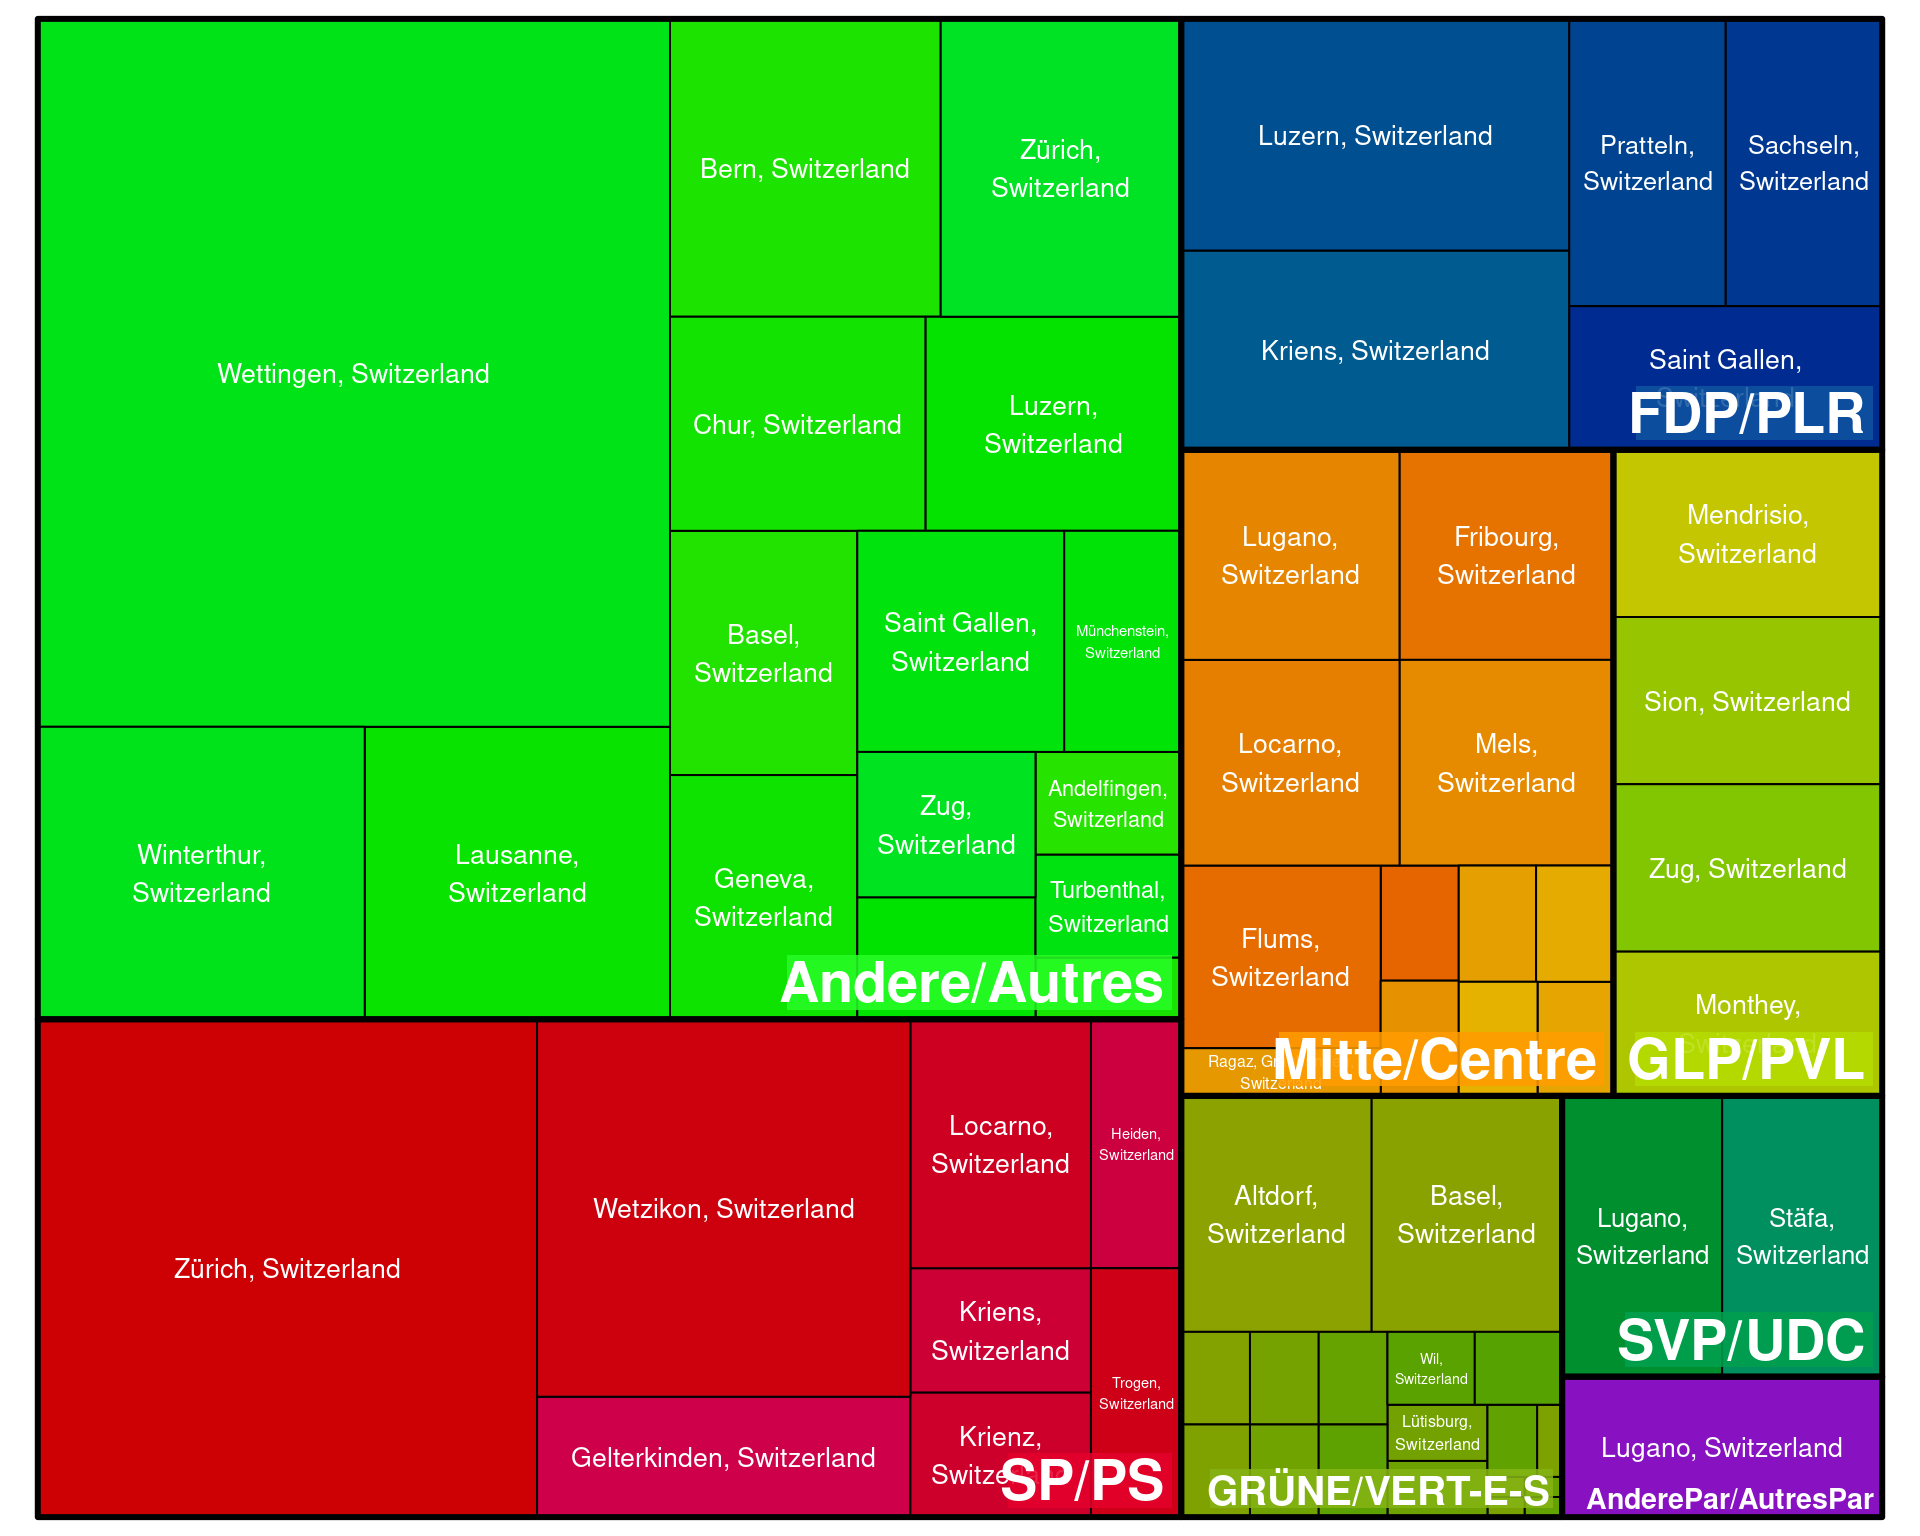 Wettingen, Switzerland
Bern, Switzerland
Zürich,
Switzerland
Chur, Switzerland
Luzern,
Switzerland
Basel,
Switzerland
Saint Gallen,
Switzerland
Münchenstein,
Switzerland
Winterthur,
Switzerland
Lausanne,
Switzerland
Geneva,
Switzerland
Zug,
Switzerland
Andelfingen,
Switzerland
Turbenthal,
Switzerland
Andere/Autres
Luzern, Switzerland
Pratteln,
Switzerland
Sachseln,
Switzerland
Kriens, Switzerland
Saint Gallen,
Switzerland
FDP/PLR
Lugano,
Switzerland
Fribourg,
Switzerland
Locarno,
Switzerland
Mels,
Switzerland
Flums,
Switzerland
Ragaz,
Switzerland
Mitte/Centre
Mendrisio,
Switzerland
Sion, Switzerland
Zug, Switzerland
Monthey,
Switzerland
GLP/PVL
Zürich, Switzerland
Wetzikon, Switzerland
Gelterkinden, Switzerland
Locarno,
Switzerland
Heiden,
Switzerland
Kriens,
Switzerland
Krienz,
Switzerland
Trogen,
Switzerland
SP/PS
Altdorf,
Switzerland
Basel,
Switzerland
Wil,
Switzerland
Lütisburg,
Switzerland
GRÜNE/VERT-E-S
Lugano,
Switzerland
Stäfa,
Switzerland
SVP/UDC
Lugano, Switzerland
AnderePar/AutresPar